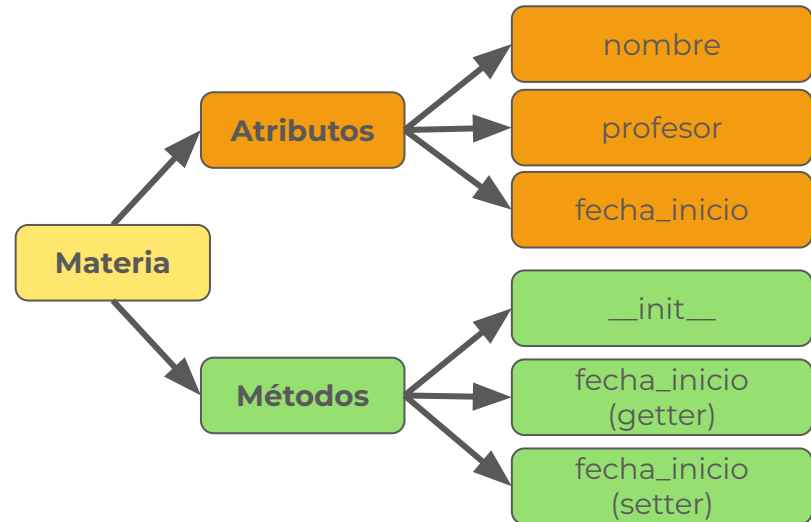 Materia
Atributos
nombre
profesor
fecha_inicio
Métodos
__init__
fecha_inicio
(getter)
fecha_inicio
(setter)